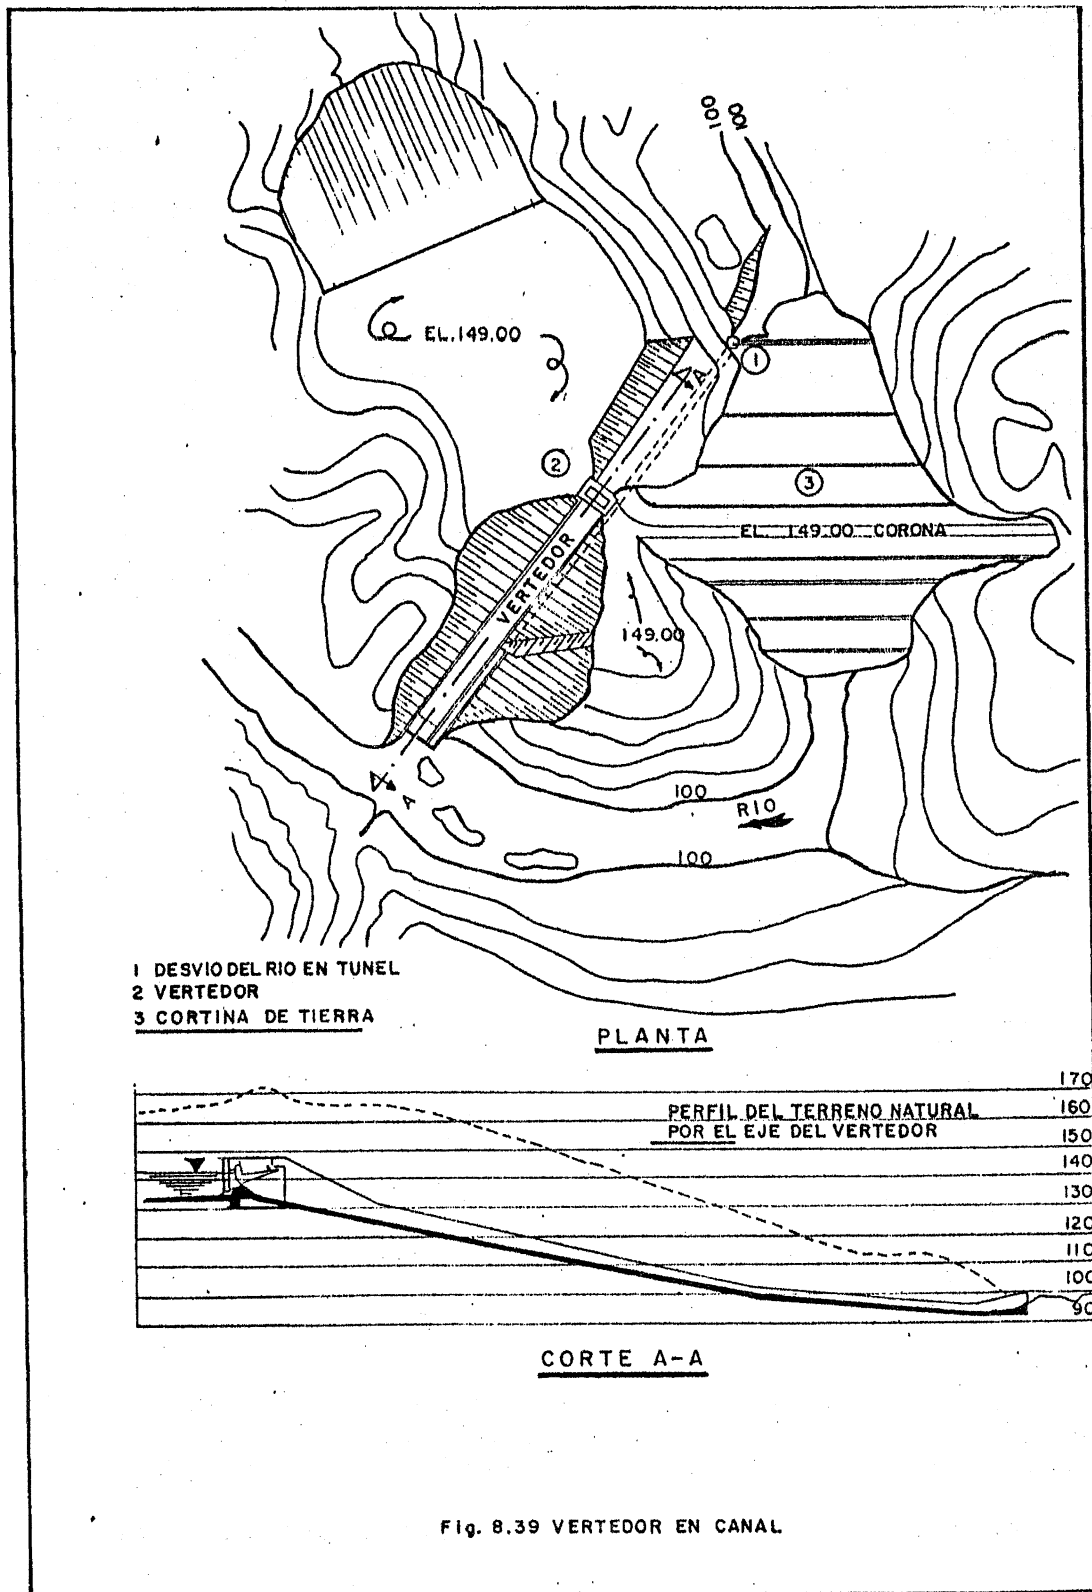 100
100
EL.149.00
1
A
2
3
EL. 149.00 CORONA
VERTEDOR
149.00
100
RIO
A
100
1 DESVIO DEL RIO EN TUNEL
2 VERTEDOR
3 CORTINA DE TIERRA
PLANTA
170
PERFIL DEL TERRENO NATURAL
160
POR EL EJE DEL VERTEDOR
150
140
130
120
110
100
90
CORTE A-A
Fig. 8.39 VERTEDOR EN CANAL